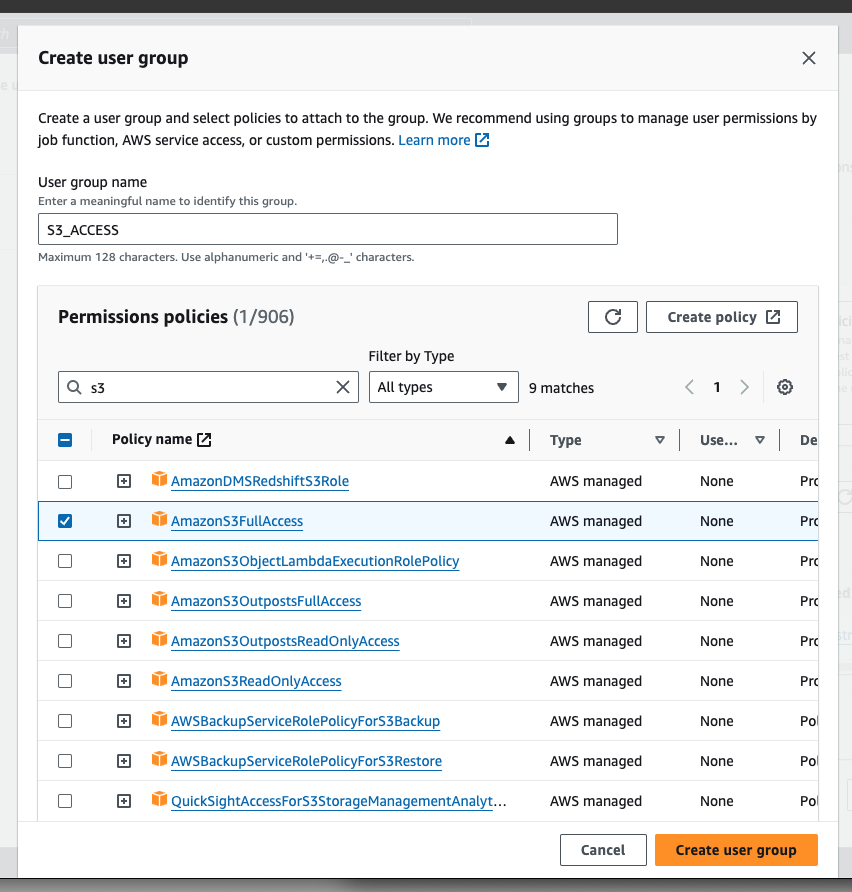 Create user group
Create a user group and select policies to attach to the group. We recommend using groups to manage user permissions by
job function, AWS service access, or custom permissions. Learn more
User group name
Enter a meaningful name to identify this group.
S3_ACCESS
Maximum 128 characters. Use alphanumeric and '+=,.@-_' characters.
Permissions policies (1/906)
Create policy
Filter by Type
s3
All types
9 matches
1
Policy name Type Use... De
AmazonDMSRedshiftS3Role AWS managed None Pro
AmazonS3FullAccess AWS managed None Pro
AmazonS3ObjectLambdaExecutionRolePolicy AWS managed None Pro
AmazonS3OutpostsFullAccess AWS managed None Pro
AmazonS3OutpostsReadOnlyAccess AWS managed None Pro
AmazonS3ReadOnlyAccess AWS managed None Pro
AWSBackupServiceRolePolicyForS3Backup AWS managed None Pol
AWSBackupServiceRolePolicyForS3Restore AWS managed None Pol
QuickSightAccessForS3StorageManagementAnalyt... AWS managed None Pol
Cancel
Create user group